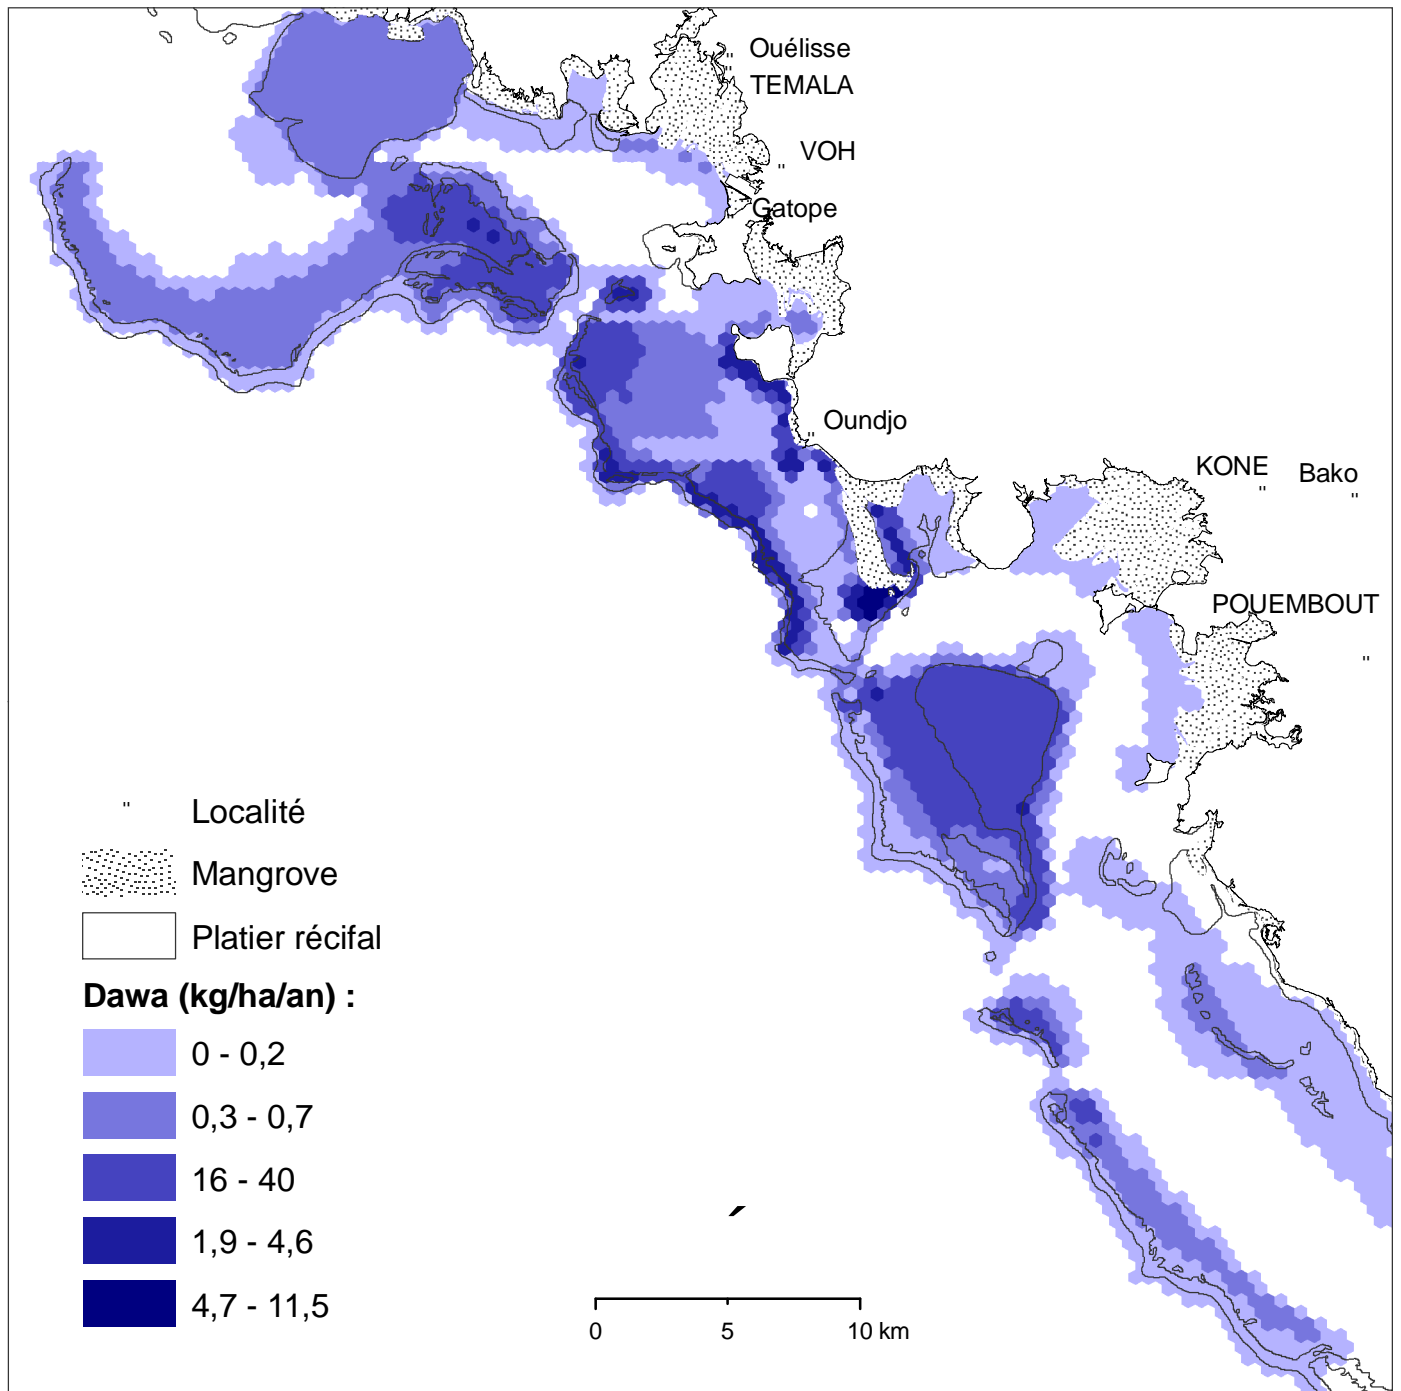 Ouélisse
TEMALA
VOH
Gatope
Oundjo
KONE
Bako
POUEMBOUT
Localité
Mangrove
Platier récifal
Dawa (kg/ha/an) :
0 - 0,2
0,3 - 0,7
16 - 40
1,9 - 4,6
4,7 - 11,5
0 5 10 km